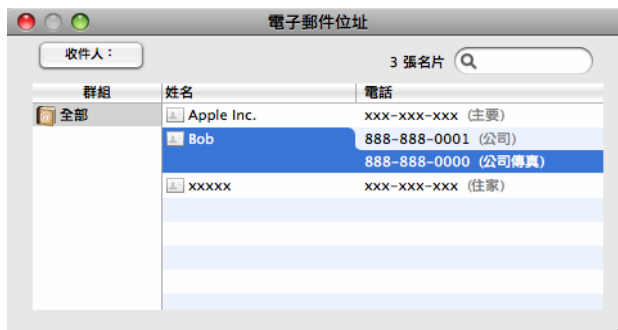 電子郵件位址
收件人：
3 張名片
群組 姓名 電話
全部 Apple Inc. xxx-xxx-xxx (主要)
Bob 888-888-0001 (公司)
888-888-0000 (公司傳真)
xxxxx xxx-xxx-xxx (住家)